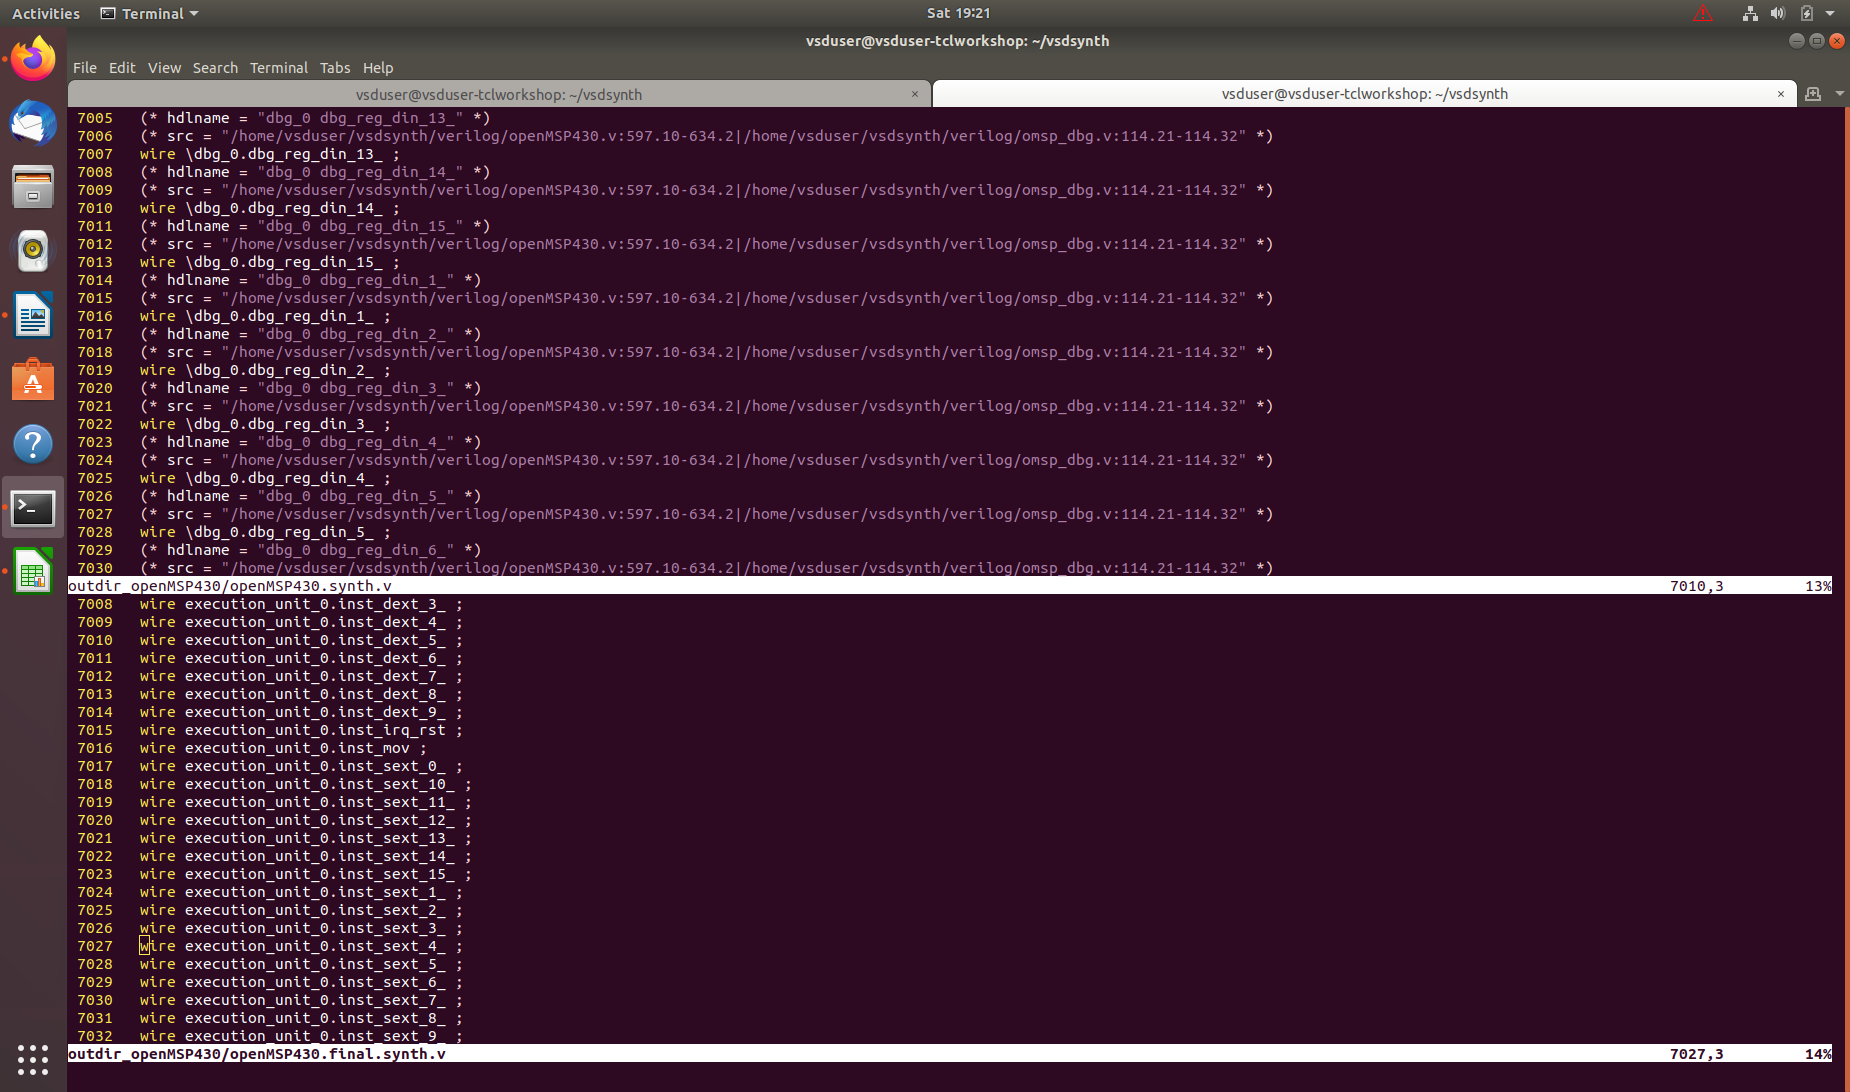 Activities Terminal Sat 19:21
vsduser@vsduser-tclworkshop: ~/vsdsynth
File Edit View Search Terminal Tabs Help
vsduser@vsduser-tclworkshop: ~/vsdsynth × vsduser@vsduser-tclworkshop: ~/vsdsynth ×
7005 (* hdlname = "dbg_0 dbg_reg_din_13_" *)
7006 (* src = "/home/vsduser/vsdsynth/verilog/openMSP430.v:597.10-634.2|/home/vsduser/vsdsynth/verilog/omsp_dbg.v:114.21-114.32" *)
7007 wire \dbg_0.dbg_reg_din_13_ ;
7008 (* hdlname = "dbg_0 dbg_reg_din_14_" *)
7009 (* src = "/home/vsduser/vsdsynth/verilog/openMSP430.v:597.10-634.2|/home/vsduser/vsdsynth/verilog/omsp_dbg.v:114.21-114.32" *)
7010 wire \dbg_0.dbg_reg_din_14_ ;
7011 (* hdlname = "dbg_0 dbg_reg_din_15_" *)
7012 (* src = "/home/vsduser/vsdsynth/verilog/openMSP430.v:597.10-634.2|/home/vsduser/vsdsynth/verilog/omsp_dbg.v:114.21-114.32" *)
7013 wire \dbg_0.dbg_reg_din_15_ ;
7014 (* hdlname = "dbg_0 dbg_reg_din_1_" *)
7015 (* src = "/home/vsduser/vsdsynth/verilog/openMSP430.v:597.10-634.2|/home/vsduser/vsdsynth/verilog/omsp_dbg.v:114.21-114.32" *)
7016 wire \dbg_0.dbg_reg_din_1_ ;
7017 (* hdlname = "dbg_0 dbg_reg_din_2_" *)
7018 (* src = "/home/vsduser/vsdsynth/verilog/openMSP430.v:597.10-634.2|/home/vsduser/vsdsynth/verilog/omsp_dbg.v:114.21-114.32" *)
7019 wire \dbg_0.dbg_reg_din_2_ ;
7020 (* hdlname = "dbg_0 dbg_reg_din_3_" *)
7021 (* src = "/home/vsduser/vsdsynth/verilog/openMSP430.v:597.10-634.2|/home/vsduser/vsdsynth/verilog/omsp_dbg.v:114.21-114.32" *)
7022 wire \dbg_0.dbg_reg_din_3_ ;
7023 (* hdlname = "dbg_0 dbg_reg_din_4_" *)
7024 (* src = "/home/vsduser/vsdsynth/verilog/openMSP430.v:597.10-634.2|/home/vsduser/vsdsynth/verilog/omsp_dbg.v:114.21-114.32" *)
7025 wire \dbg_0.dbg_reg_din_4_ ;
7026 (* hdlname = "dbg_0 dbg_reg_din_5_" *)
7027 (* src = "/home/vsduser/vsdsynth/verilog/openMSP430.v:597.10-634.2|/home/vsduser/vsdsynth/verilog/omsp_dbg.v:114.21-114.32" *)
7028 wire \dbg_0.dbg_reg_din_5_ ;
7029 (* hdlname = "dbg_0 dbg_reg_din_6_" *)
7030 (* src = "/home/vsduser/vsdsynth/verilog/openMSP430.v:597.10-634.2|/home/vsduser/vsdsynth/verilog/omsp_dbg.v:114.21-114.32" *)
outdir_openMSP430/openMSP430.synth.v 7010,3 13%
7008 wire execution_unit_0.inst_dext_3_ ;
7009 wire execution_unit_0.inst_dext_4_ ;
7010 wire execution_unit_0.inst_dext_5_ ;
7011 wire execution_unit_0.inst_dext_6_ ;
7012 wire execution_unit_0.inst_dext_7_ ;
7013 wire execution_unit_0.inst_dext_8_ ;
7014 wire execution_unit_0.inst_dext_9_ ;
7015 wire execution_unit_0.inst_irq_rst ;
7016 wire execution_unit_0.inst_mov ;
7017 wire execution_unit_0.inst_sext_0_ ;
7018 wire execution_unit_0.inst_sext_10_ ;
7019 wire execution_unit_0.inst_sext_11_ ;
7020 wire execution_unit_0.inst_sext_12_ ;
7021 wire execution_unit_0.inst_sext_13_ ;
7022 wire execution_unit_0.inst_sext_14_ ;
7023 wire execution_unit_0.inst_sext_15_ ;
7024 wire execution_unit_0.inst_sext_1_ ;
7025 wire execution_unit_0.inst_sext_2_ ;
7026 wire execution_unit_0.inst_sext_3_ ;
7027 wire execution_unit_0.inst_sext_4_ ;
7028 wire execution_unit_0.inst_sext_5_ ;
7029 wire execution_unit_0.inst_sext_6_ ;
7030 wire execution_unit_0.inst_sext_7_ ;
7031 wire execution_unit_0.inst_sext_8_ ;
7032 wire execution_unit_0.inst_sext_9_ ;
outdir_openMSP430/openMSP430.final.synth.v 7027,3 14%